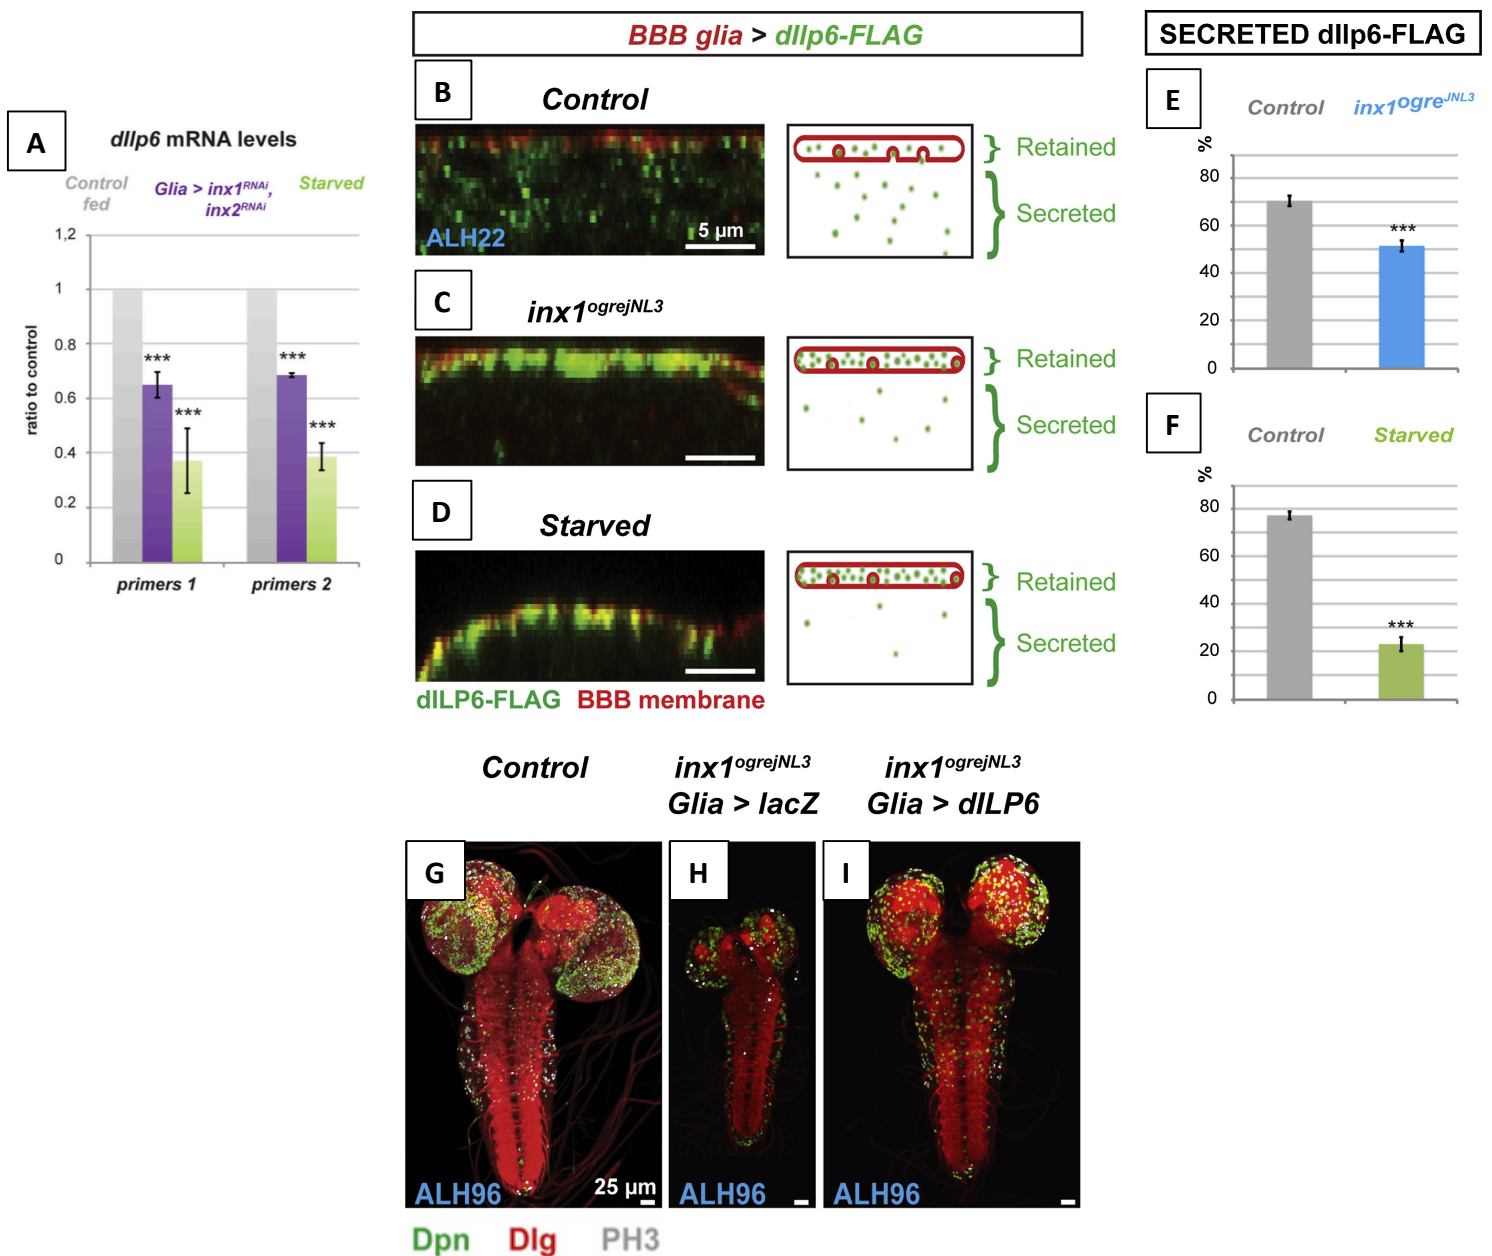 A
dIlp6 mRNA levels
Control
fed
Glia > inx1RNAi,
inx2RNAi
Starved
ratio to control
1,2
1
0.8
0.6
0.4
0.2
0
***
***
***
***
primers 1
primers 2
BBB glia > dIlp6-FLAG
B
Control
ALH22
5 µm
Retained
Secreted
C
inx1ogrejNL3
Retained
Secreted
D
Starved
Retained
Secreted
dILP6-FLAG BBB membrane
SECRETED dIlp6-FLAG
E
Control
inx1ogreJNL3
%
80
60
40
20
0
***
F
Control
Starved
%
80
60
40
20
0
***
Control
inx1ogrejNL3
Glia > lacZ
inx1ogrejNL3
Glia > dILP6
G
ALH96
25 µm
H
ALH96
I
ALH96
Dpn Dlg PH3